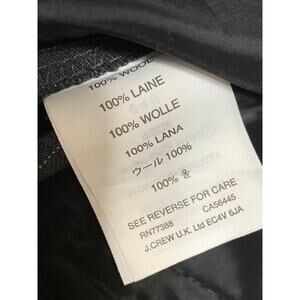 100% WOOL
100% LAINE
100% WOLLE
100% LANA
ウール 100%
100% 울
SEE REVERSE FOR CARE
RN77388 CA56445
J.CREW U.K. Ltd EC4V 6JA